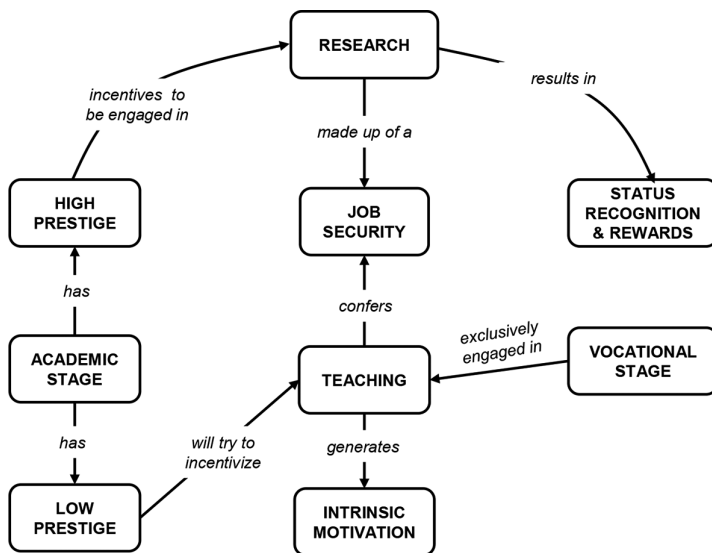 RESEARCH
incentives to
be engaged in
results in
made up of a
HIGH
PRESTIGE
JOB
SECURITY
STATUS
RECOGNITION
& REWARDS
has
confers
ACADEMIC
STAGE
TEACHING
exclusively
engaged in
VOCATIONAL
STAGE
has
will try to
incentivize
generates
LOW
PRESTIGE
INTRINSIC
MOTIVATION